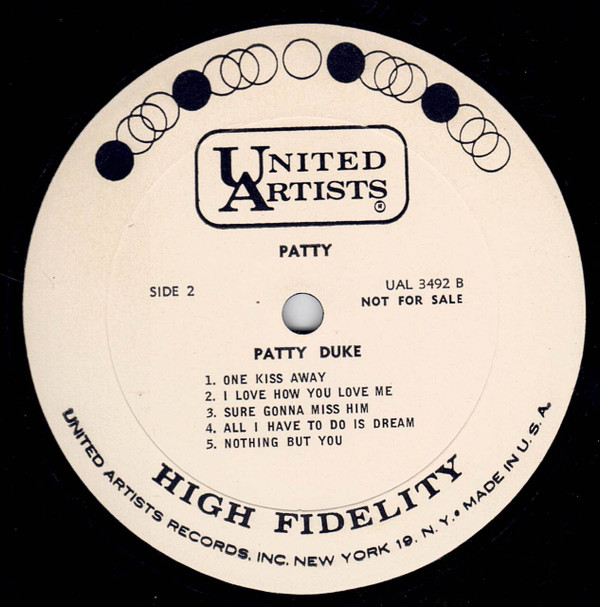 UNITED
ARTISTS
®
PATTY
SIDE 2
UAL 3492 B
NOT FOR SALE
PATTY DUKE
1. ONE KISS AWAY
2. I LOVE HOW YOU LOVE ME
3. SURE GONNA MISS HIM
4. ALL I HAVE TO DO IS DREAM
5. NOTHING BUT YOU
HIGH FIDELITY
UNITED ARTISTS RECORDS, INC. NEW YORK 19, N. Y. • MADE IN U. S. A.